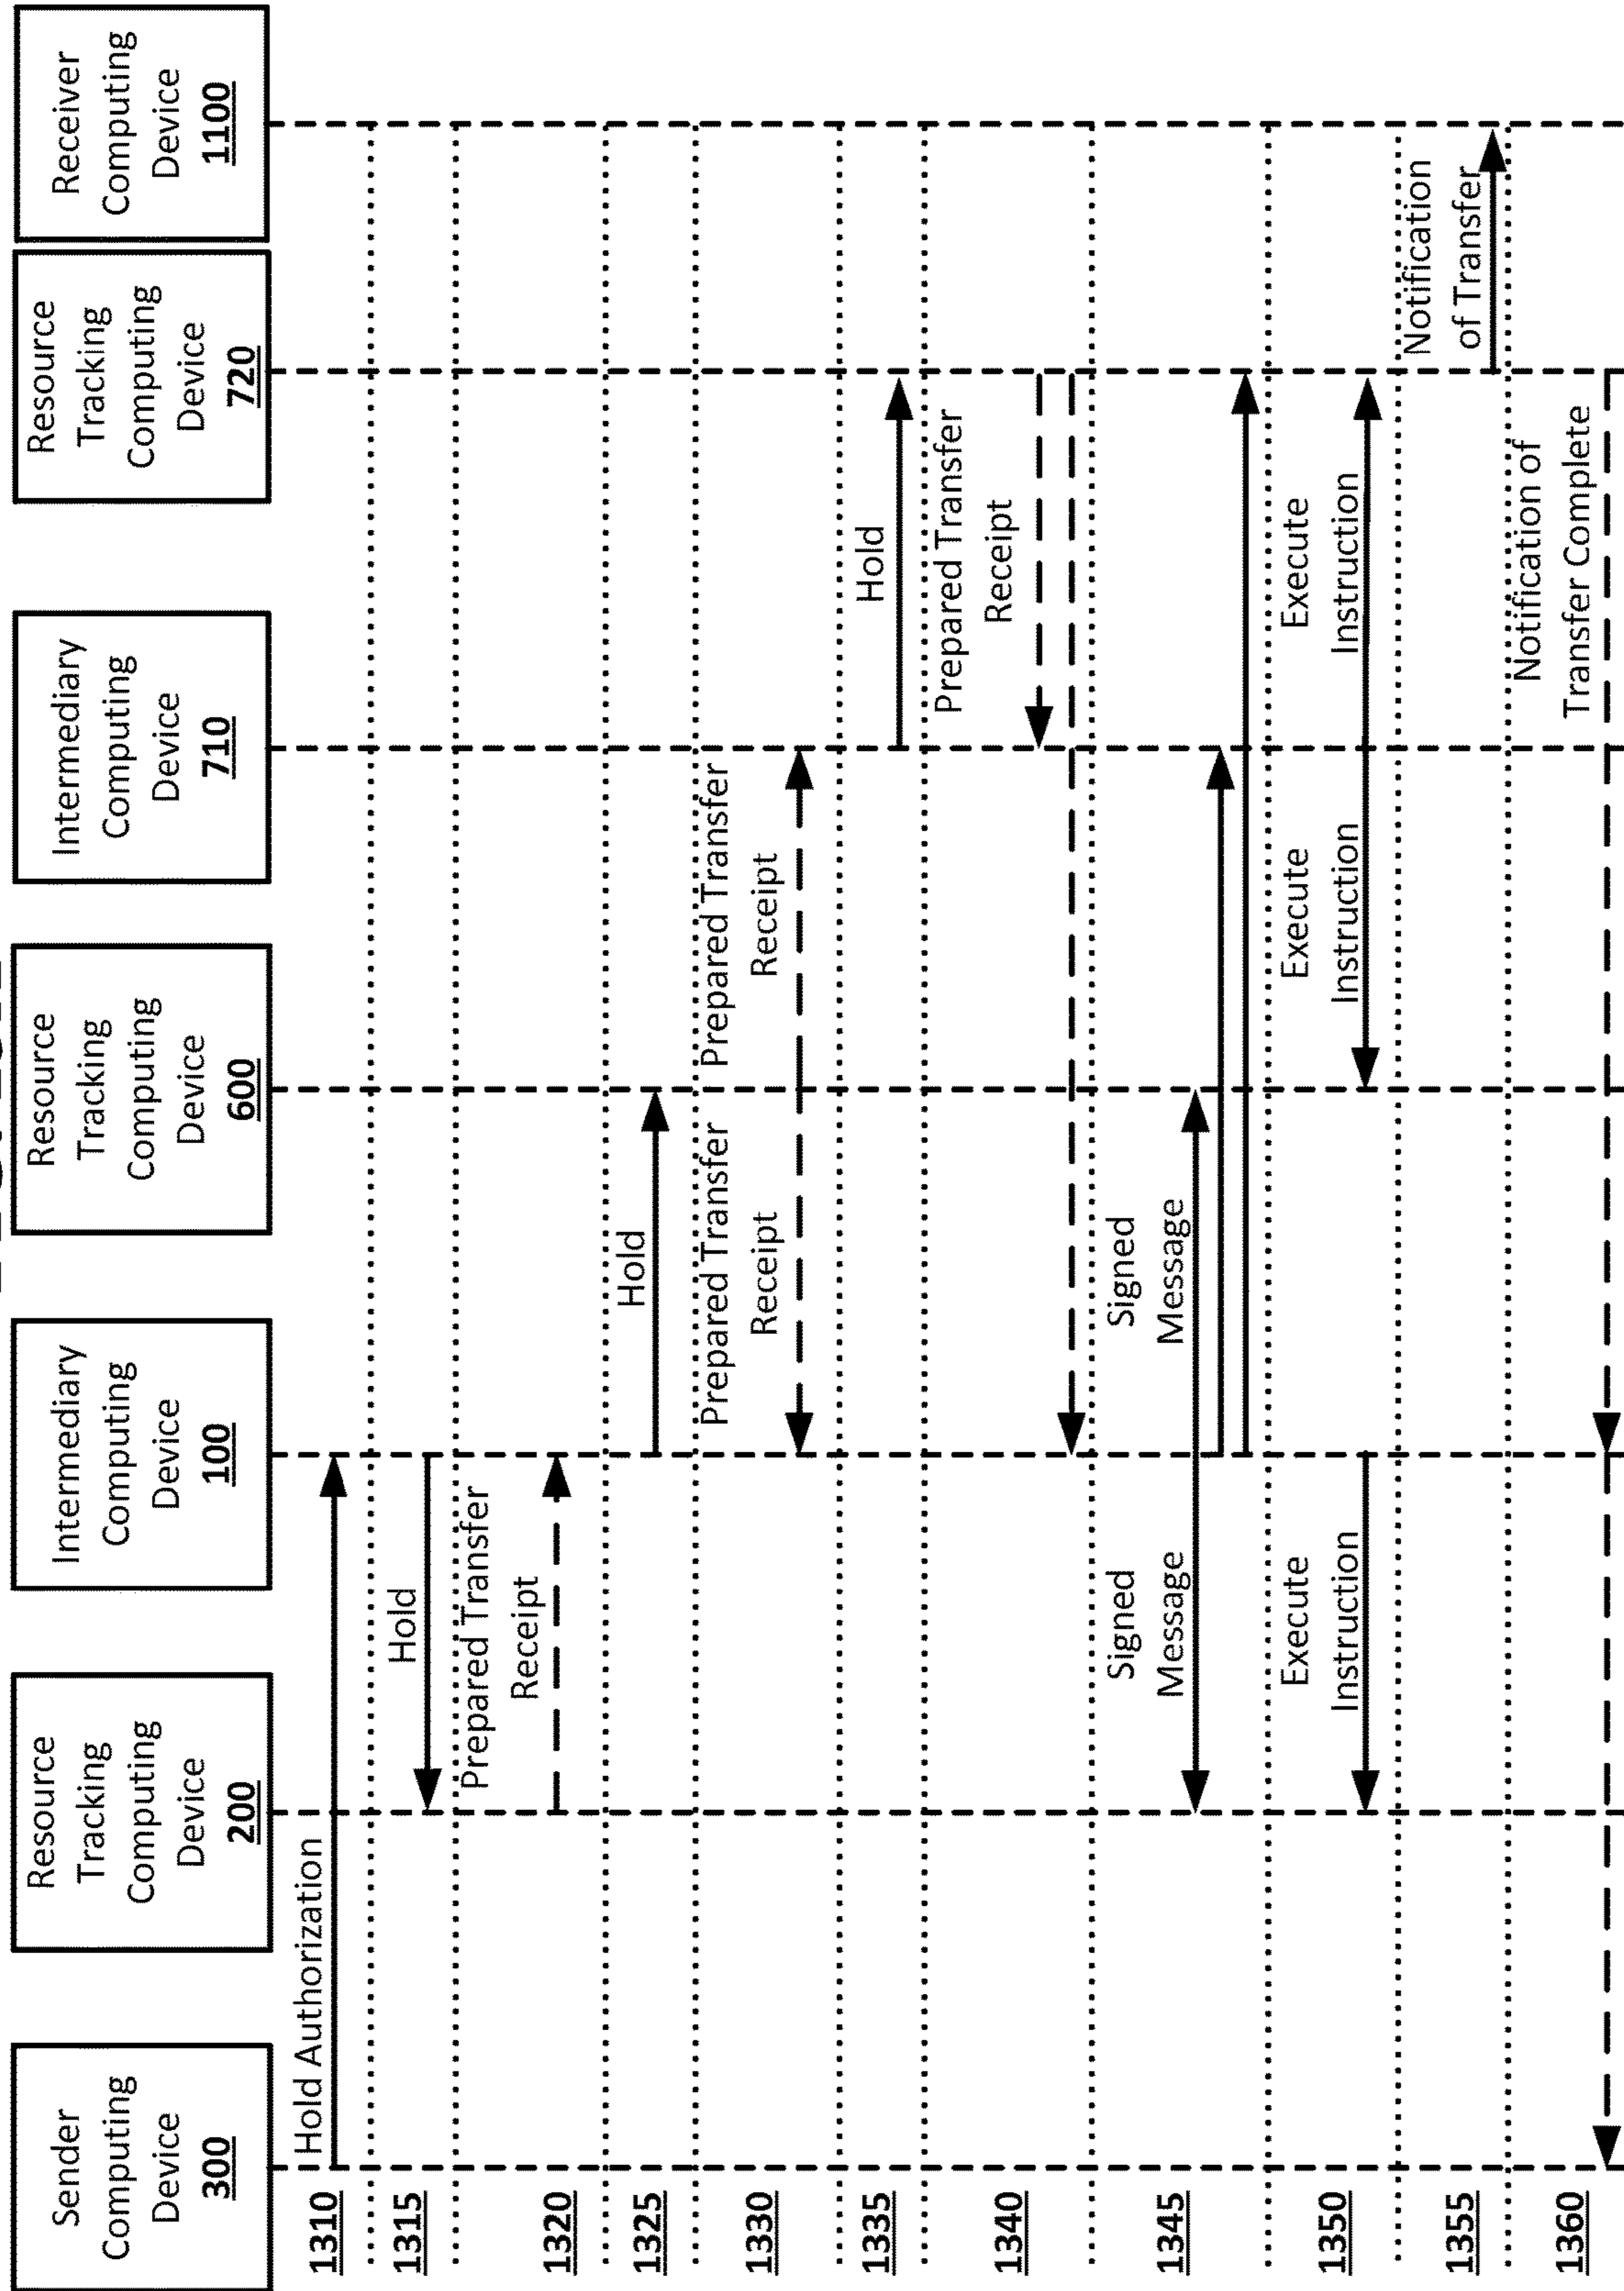 Sender
Computing
Device
300
Resource
Tracking
Computing
Device
200
Intermediary
Computing
Device
100
Resource
Tracking
Computing
Device
600
Intermediary
Computing
Device
710
Resource
Tracking
Computing
Device
720
Receiver
Computing
Device
1100
1310
Hold Authorization
1315
Hold
1320
Prepared Transfer
Receipt
1325
Hold
1330
Prepared Transfer
Receipt
Prepared Transfer
Receipt
1335
Hold
1340
Prepared Transfer
Receipt
1345
Signed
Message
Signed
Message
1350
Execute
Instruction
Execute
Instruction
Execute
Instruction
1355
Notification
of Transfer
1360
Notification of
Transfer Complete